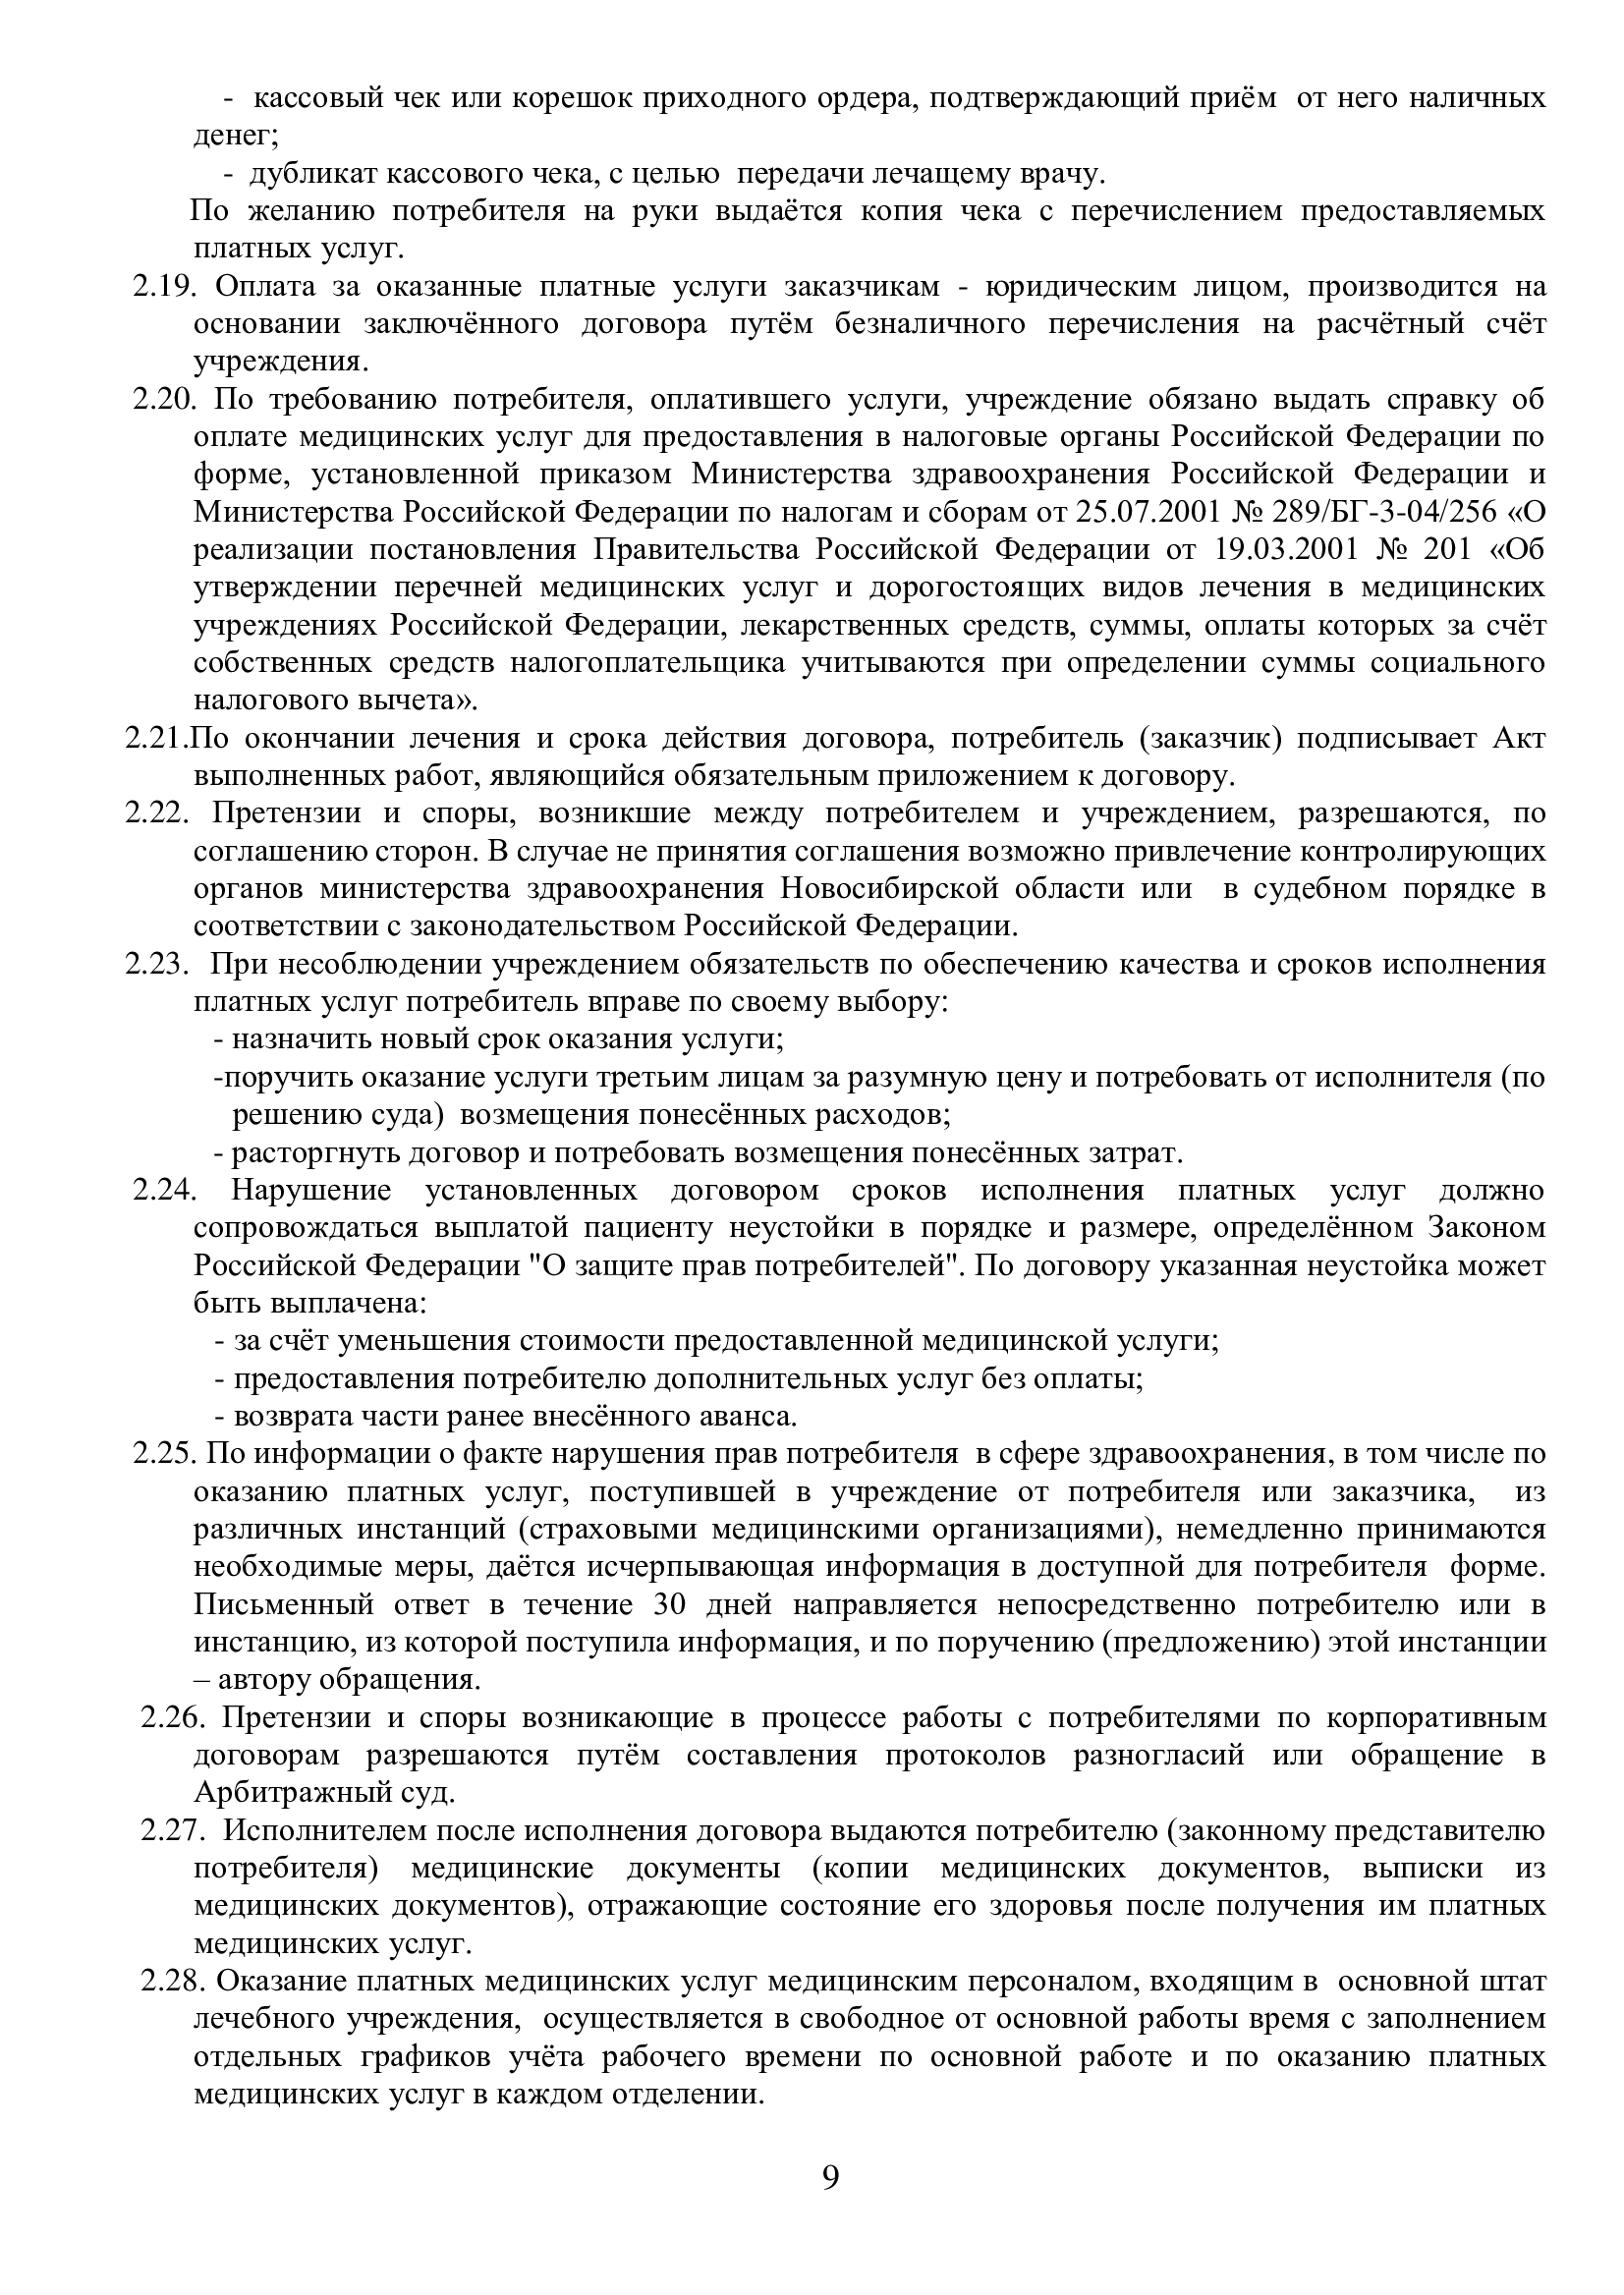 - кассовый чек или корешок приходного ордера, подтверждающий приём от него наличных
денег;
- дубликат кассового чека, с целью передачи лечащему врачу.
По желанию потребителя на руки выдаётся копия чека с перечислением предоставляемых
платных услуг.
2.19. Оплата за оказанные платные услуги заказчикам - юридическим лицом, производится на
основании заключённого договора путём безналичного перечисления на расчётный счёт
учреждения.
2.20. По требованию потребителя, оплатившего услуги, учреждение обязано выдать справку об
оплате медицинских услуг для предоставления в налоговые органы Российской Федерации по
форме, установленной приказом Министерства здравоохранения Российской Федерации и
Министерства Российской Федерации по налогам и сборам от 25.07.2001 № 289/БГ-3-04/256 «О
реализации постановления Правительства Российской Федерации от 19.03.2001 № 201 «Об
утверждении перечней медицинских услуг и дорогостоящих видов лечения в медицинских
учреждениях Российской Федерации, лекарственных средств, суммы, оплаты которых за счёт
собственных средств налогоплательщика учитываются при определении суммы социального
налогового вычета».
2.21.По окончании лечения и срока действия договора, потребитель (заказчик) подписывает Акт
выполненных работ, являющийся обязательным приложением к договору.
2.22. Претензии и споры, возникшие между потребителем и учреждением, разрешаются, по
соглашению сторон. В случае не принятия соглашения возможно привлечение контролирующих
органов министерства здравоохранения Новосибирской области или в судебном порядке в
соответствии с законодательством Российской Федерации.
2.23. При несоблюдении учреждением обязательств по обеспечению качества и сроков исполнения
платных услуг потребитель вправе по своему выбору:
- назначить новый срок оказания услуги;
-поручить оказание услуги третьим лицам за разумную цену и потребовать от исполнителя (по
решению суда) возмещения понесённых расходов;
- расторгнуть договор и потребовать возмещения понесённых затрат.
2.24. Нарушение установленных договором сроков исполнения платных услуг должно
сопровождаться выплатой пациенту неустойки в порядке и размере, определённом Законом
Российской Федерации "О защите прав потребителей". По договору указанная неустойка может
быть выплачена:
- за счёт уменьшения стоимости предоставленной медицинской услуги;
- предоставления потребителю дополнительных услуг без оплаты;
- возврата части ранее внесённого аванса.
2.25. По информации о факте нарушения прав потребителя в сфере здравоохранения, в том числе по
оказанию платных услуг, поступившей в учреждение от потребителя или заказчика, из
различных инстанций (страховыми медицинскими организациями), немедленно принимаются
необходимые меры, даётся исчерпывающая информация в доступной для потребителя форме.
Письменный ответ в течение 30 дней направляется непосредственно потребителю или в
инстанцию, из которой поступила информация, и по поручению (предложению) этой инстанции
– автору обращения.
2.26. Претензии и споры возникающие в процессе работы с потребителями по корпоративным
договорам разрешаются путём составления протоколов разногласий или обращение в
Арбитражный суд.
2.27. Исполнителем после исполнения договора выдаются потребителю (законному представителю
потребителя) медицинские документы (копии медицинских документов, выписки из
медицинских документов), отражающие состояние его здоровья после получения им платных
медицинских услуг.
2.28. Оказание платных медицинских услуг медицинским персоналом, входящим в основной штат
лечебного учреждения, осуществляется в свободное от основной работы время с заполнением
отдельных графиков учёта рабочего времени по основной работе и по оказанию платных
медицинских услуг в каждом отделении.
9